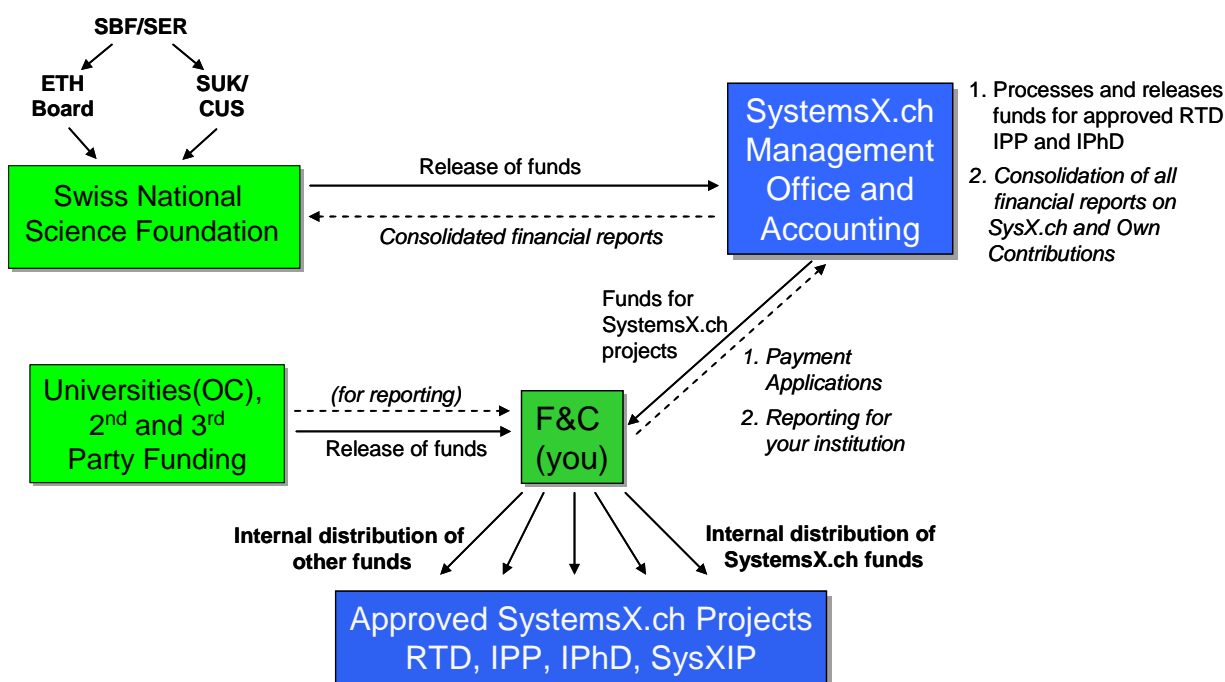 SBF/SER
ETH
Board
SUK/
CUS
Swiss National
Science Foundation
Release of funds
Consolidated financial reports
SystemsX.ch
Management
Office and
Accounting
1. Processes and releases
funds for approved RTD
IPP and IPhD
2. Consolidation of all
financial reports on
SysX.ch and Own
Contributions
Funds for
SystemsX.ch
projects
1. Payment
Applications
2. Reporting for
your institution
Universities(OC),
2nd and 3rd
Party Funding
(for reporting)
Release of funds
F&C
(you)
Internal distribution of
other funds
Internal distribution of
SystemsX.ch funds
Approved SystemsX.ch Projects
RTD, IPP, IPhD, SysXIP